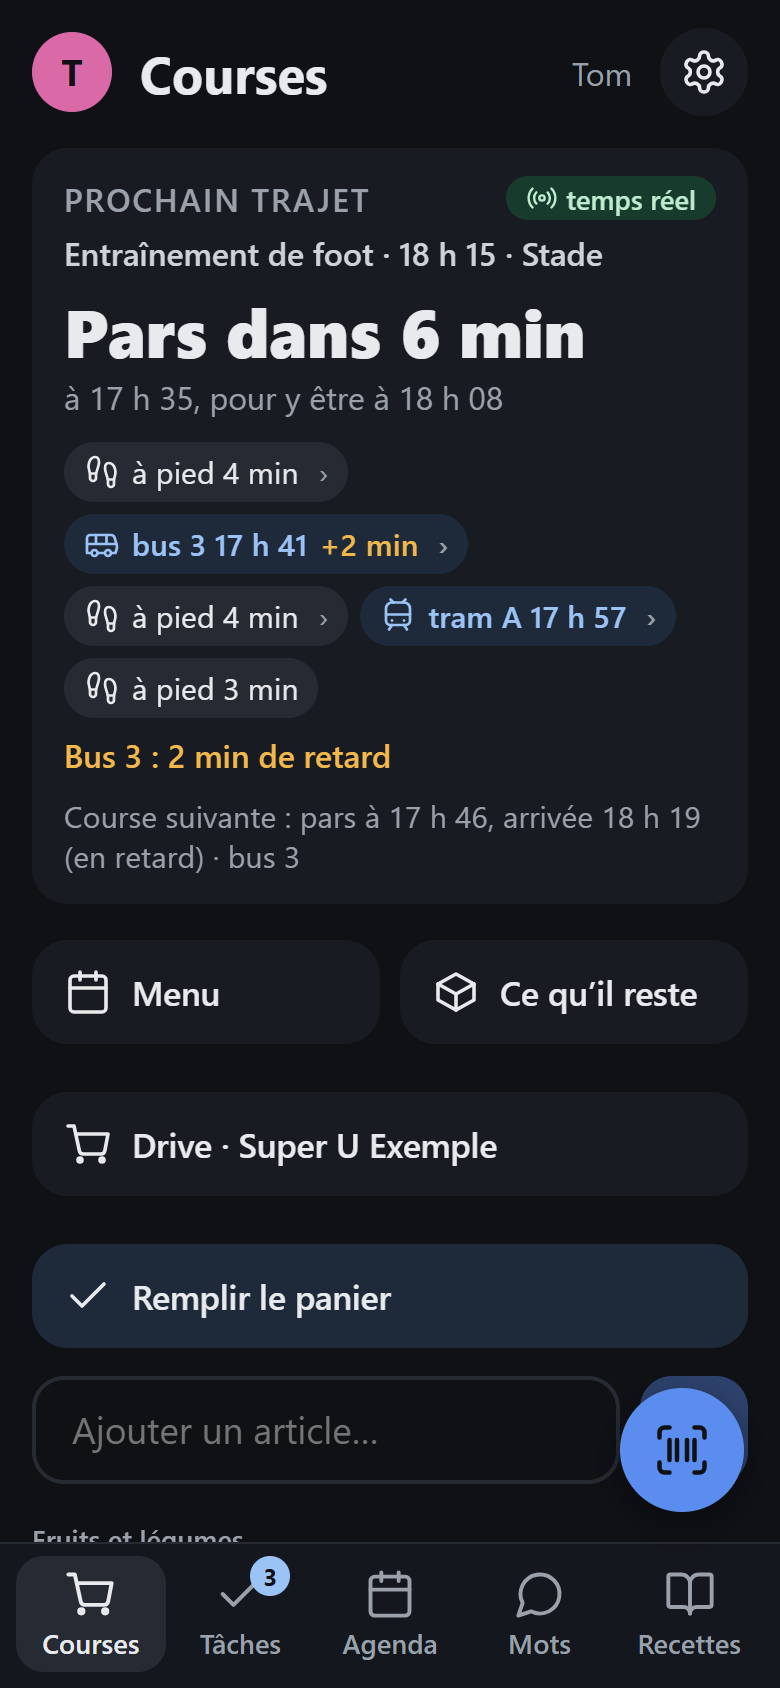 T
Courses
Tom
PROCHAIN TRAJET
temps réel
Entraînement de foot · 18 h 15 · Stade
Pars dans 6 min
à 17 h 35, pour y être à 18 h 08
à pied 4 min ›
bus 3 17 h 41 +2 min ›
à pied 4 min › tram A 17 h 57 ›
à pied 3 min
Bus 3 : 2 min de retard
Course suivante : pars à 17 h 46, arrivée 18 h 19
(en retard) · bus 3
Menu
Ce qu’il reste
Drive · Super U Exemple
Remplir le panier
Ajouter un article...
Fruits et légumes
3
Courses Tâches Agenda Mots Recettes